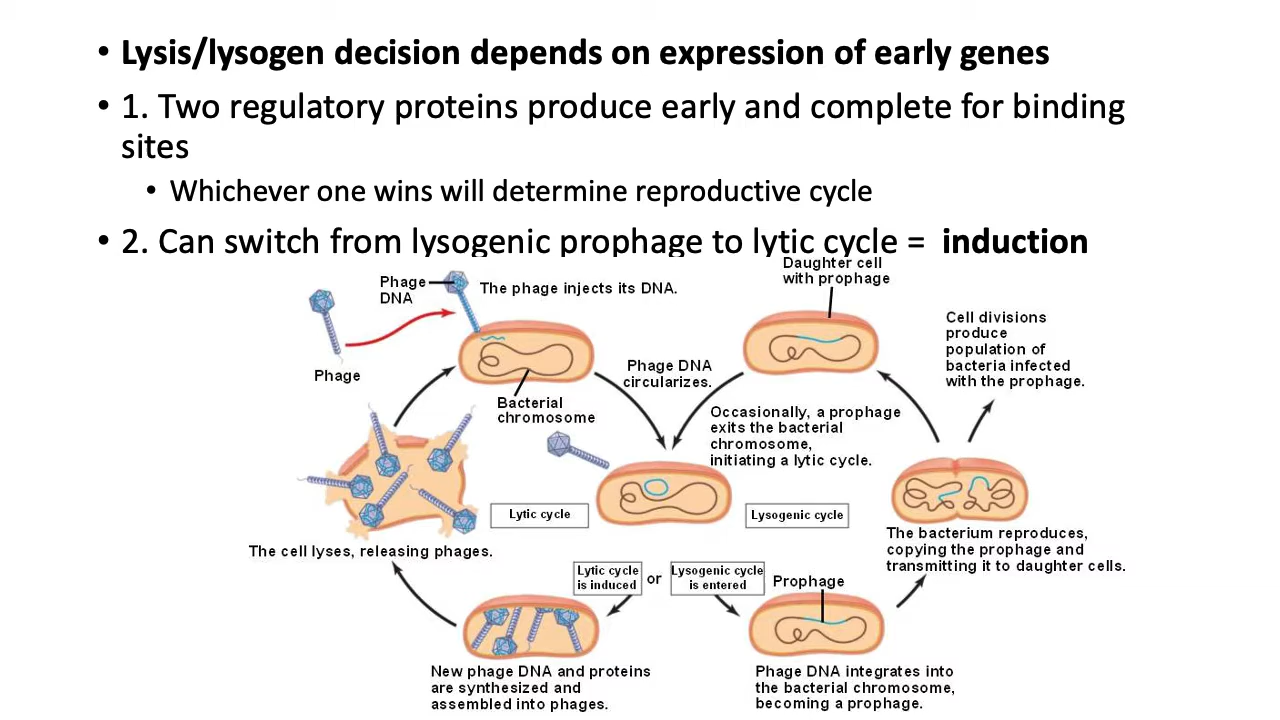 • Lysis/lysogen decision depends on expression of early genes
• 1. Two regulatory proteins produce early and complete for binding
sites
• Whichever one wins will determine reproductive cycle
• 2. Can switch from lysogenic prophage to lytic cycle = induction
Phage
DNA
The phage injects its DNA.
Daughter cell
with prophage
Cell divisions
produce
population of
bacteria infected
with the prophage.
Phage
Phage DNA
circularizes.
Bacterial
chromosome
Occasionally, a prophage
exits the bacterial
chromosome,
initiating a lytic cycle.
Lytic cycle
Lysogenic cycle
The cell lyses, releasing phages.
The bacterium reproduces,
copying the prophage and
transmitting it to daughter cells.
Lytic cycle
is induced
or
Lysogenic cycle
is entered
Prophage
New phage DNA and proteins
are synthesized and
assembled into phages.
Phage DNA integrates into
the bacterial chromosome,
becoming a prophage.